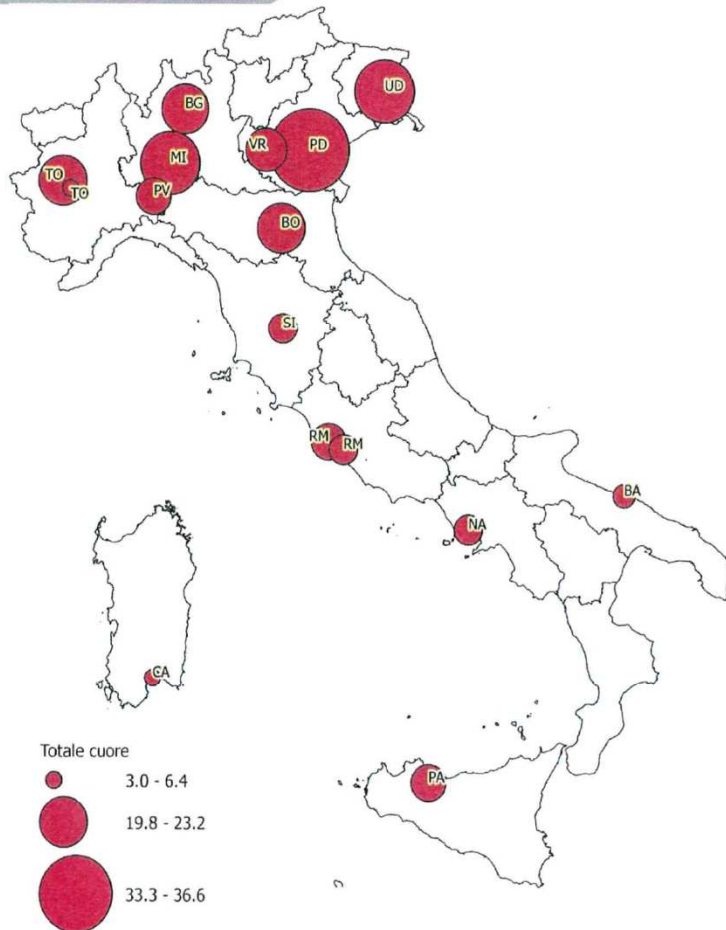 UD
BG
VR
PD
MI
TO
TO
PV
BO
SI
RM
RM
BA
NA
CA
PA
Totale cuore
3.0 - 6.4
19.8 - 23.2
33.3 - 36.6